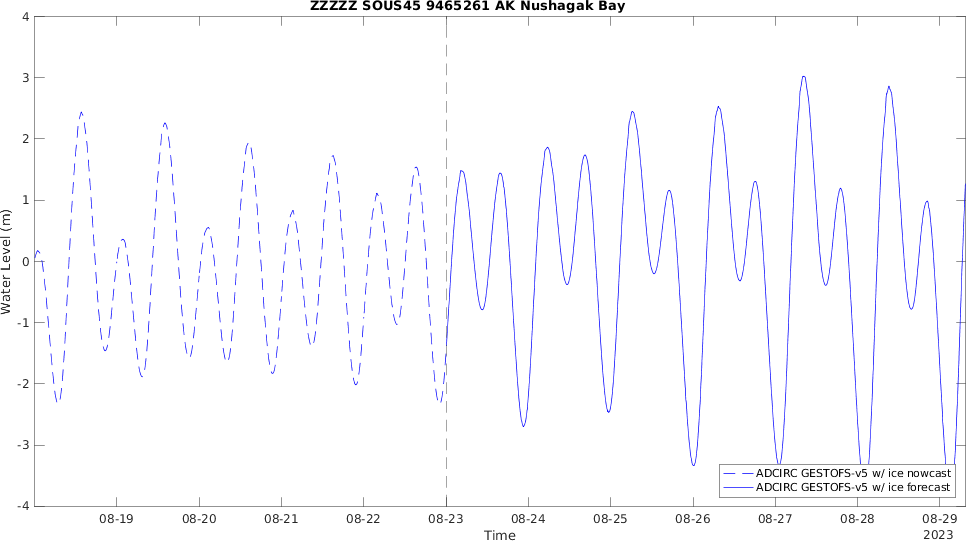 ZZZZZ SOUS45 9465261 AK Nushagak Bay
4
3
2
1
0
-1
-2
-3
-4
Water Level (m)
ADCIRC GESTOFS-v5 w/ ice nowcast
ADCIRC GESTOFS-v5 w/ ice forecast
08-19 08-20 08-21 08-22 08-23 08-24 08-25 08-26 08-27 08-28 08-29
Time
2023